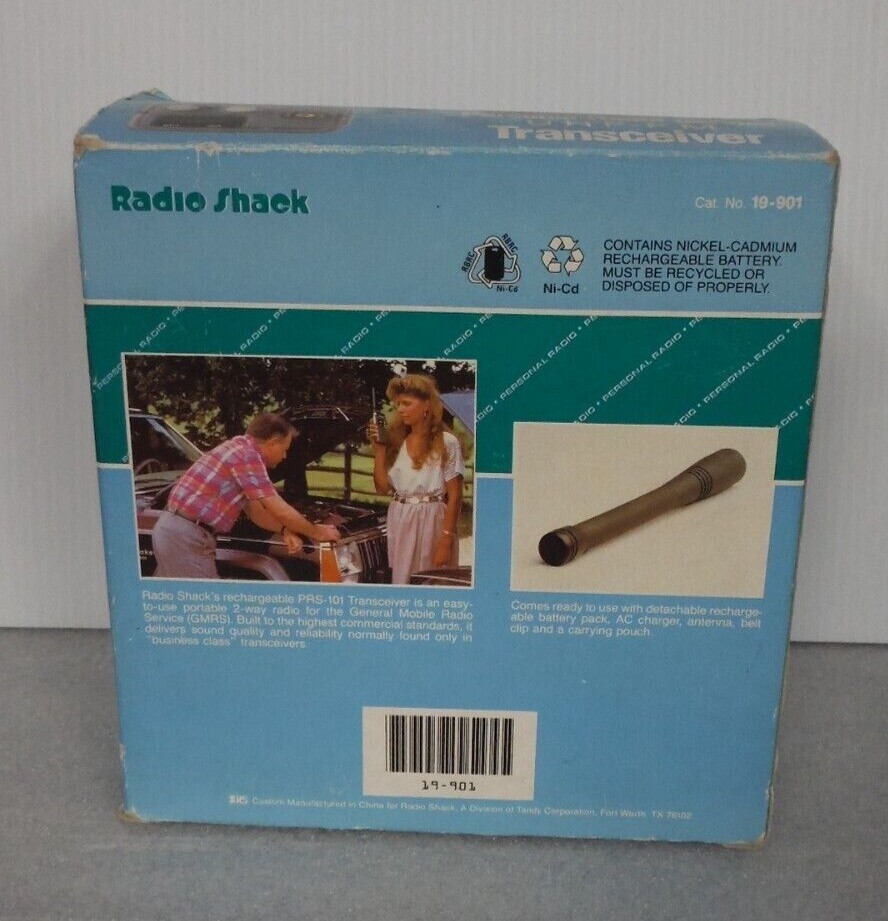 Transceiver
Radio Shack
Cat. No. 19-901
RBRC
RBRC
Ni-Cd
Ni-Cd
CONTAINS NICKEL-CADMIUM
RECHARGEABLE BATTERY.
MUST BE RECYCLED OR
DISPOSED OF PROPERLY.
PERSONAL RADIO • PERSONAL RADIO • PERSONAL RADIO
Radio Shack's rechargeable PRS-101 Transceiver is an easy-
to-use portable 2-way radio for the General Mobile Radio
Service (GMRS). Built to the highest commercial standards, it
delivers sound quality and reliability normally found only in
"business class" transceivers.
Comes ready to use with detachable recharge-
able battery pack, AC charger, antenna, belt
clip and a carrying pouch.
19-901
Custom Manufactured in China for Radio Shack, A Division of Tandy Corporation, Fort Worth, TX 76102